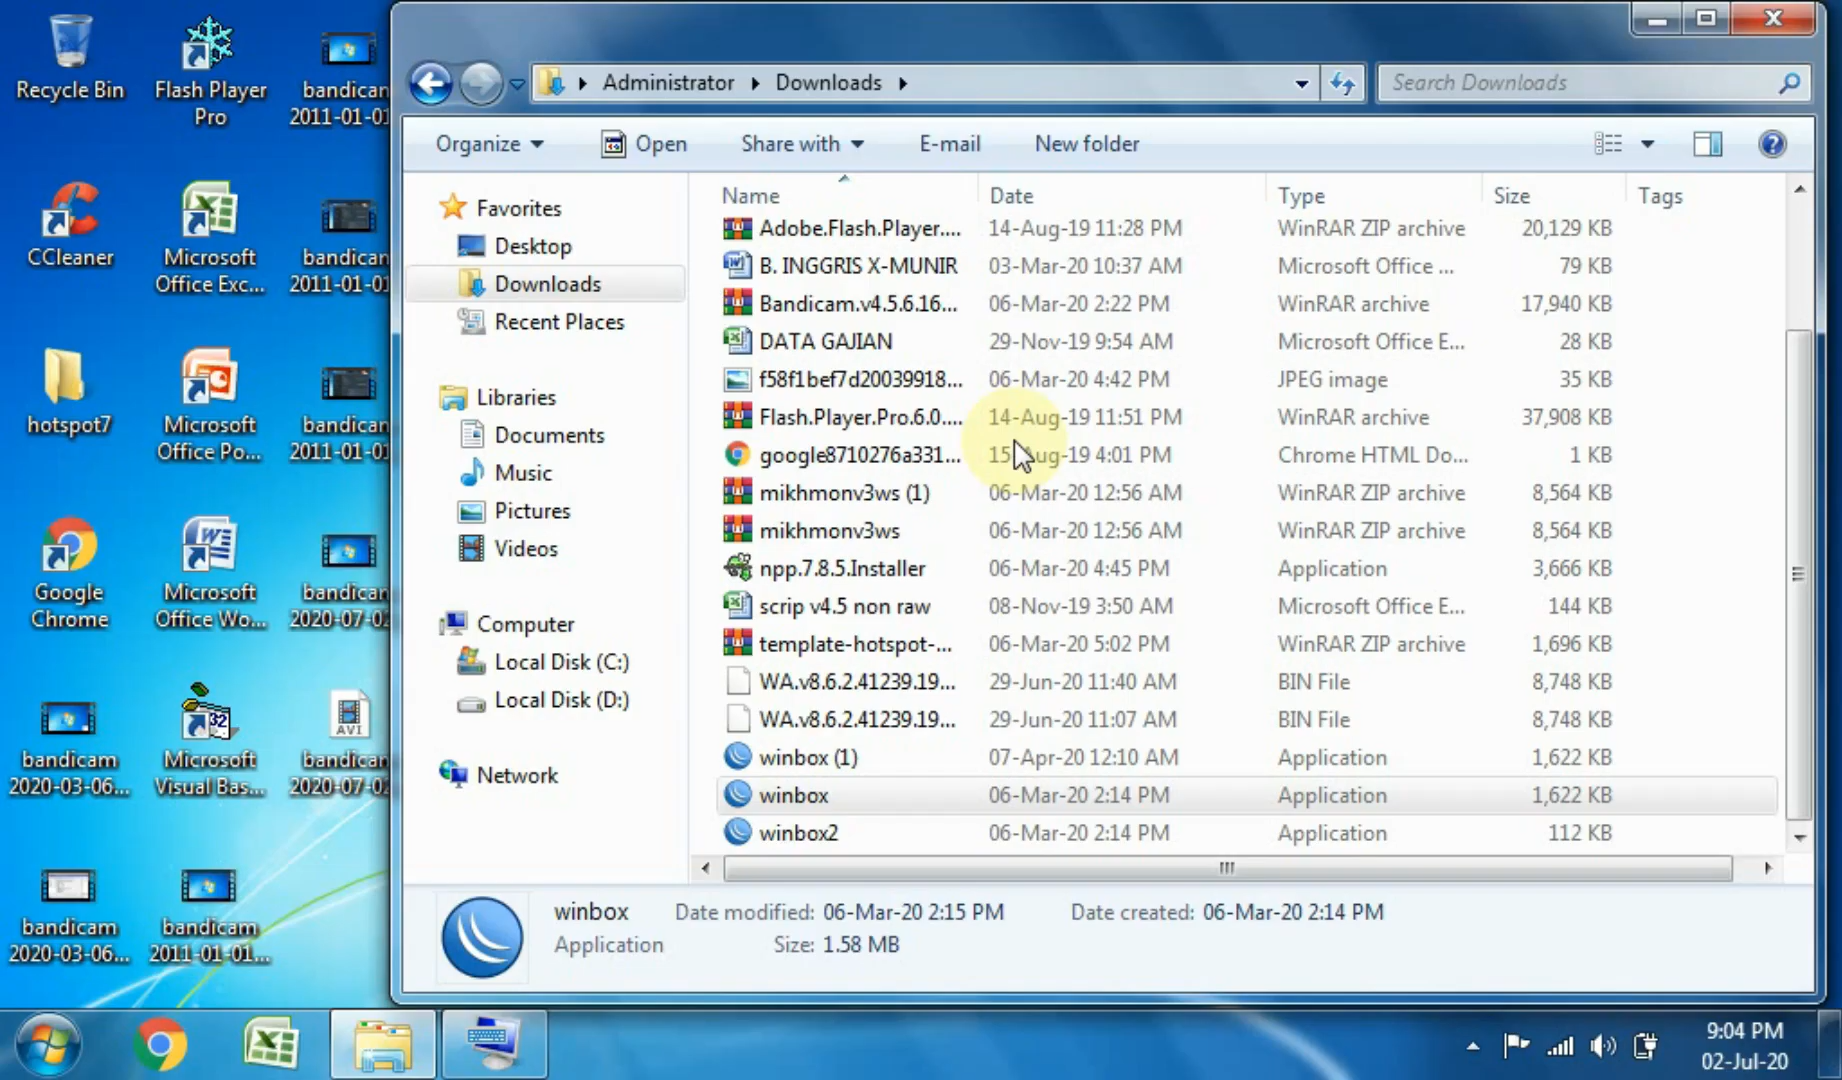 Recycle Bin
Flash Player
Pro
bandican
2011-01-01
CCleaner
Microsoft
Office Exc...
bandicam
2011-01-01
hotspot7
Microsoft
Office Po...
bandicam
2011-01-01
Google
Chrome
Microsoft
Office Wo...
bandicar
2020-07-02
32
AVI
bandicam
2020-03-06...
Microsoft
Visual Bas...
bandicar
2020-07-02
bandicam
2020-03-06...
bandicam
2011-01-01...
Administrator
Downloads
Search Downloads
Organize
Open
Share with
E-mail
New folder
Favorites
Desktop
Downloads
Recent Places
Libraries
Documents
Music
Pictures
Videos
Computer
Local Disk (C:)
Local Disk (D:)
Network
Name Date Type Size Tags
Adobe.Flash.Player.... 14-Aug-19 11:28 PM WinRAR ZIP archive 20,129 KB
B. INGGRIS X-MUNIR 03-Mar-20 10:37 AM Microsoft Office ... 79 KB
Bandicam.v4.5.6.16... 06-Mar-20 2:22 PM WinRAR archive 17,940 KB
DATA GAJIAN 29-Nov-19 9:54 AM Microsoft Office E... 28 KB
f58f1bef7d20039918... 06-Mar-20 4:42 PM JPEG image 35 KB
Flash.Player.Pro.6.0.... 14-Aug-19 11:51 PM WinRAR archive 37,908 KB
google8710276a331... 15-Aug-19 4:01 PM Chrome HTML Do... 1 KB
mikhmonv3ws (1) 06-Mar-20 12:56 AM WinRAR ZIP archive 8,564 KB
mikhmonv3ws 06-Mar-20 12:56 AM WinRAR ZIP archive 8,564 KB
npp.7.8.5.Installer 06-Mar-20 4:45 PM Application 3,666 KB
scrip v4.5 non raw 08-Nov-19 3:50 AM Microsoft Office E... 144 KB
template-hotspot-... 06-Mar-20 5:02 PM WinRAR ZIP archive 1,696 KB
WA.v8.6.2.41239.19... 29-Jun-20 11:40 AM BIN File 8,748 KB
WA.v8.6.2.41239.19... 29-Jun-20 11:07 AM BIN File 8,748 KB
winbox (1) 07-Apr-20 12:10 AM Application 1,622 KB
winbox 06-Mar-20 2:14 PM Application 1,622 KB
winbox2 06-Mar-20 2:14 PM Application 112 KB
winbox Date modified: 06-Mar-20 2:15 PM Date created: 06-Mar-20 2:14 PM
Application Size: 1.58 MB
9:04 PM
02-Jul-20